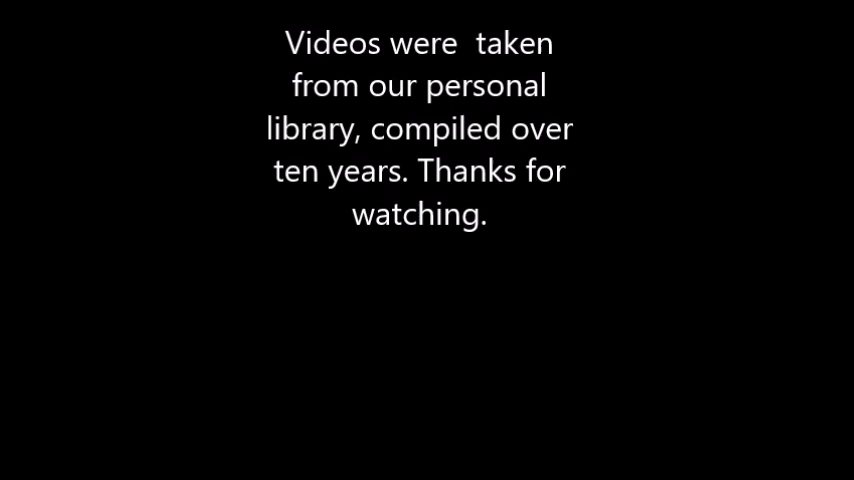 Videos were  taken
from our personal
library, compiled over
ten years. Thanks for
watching.